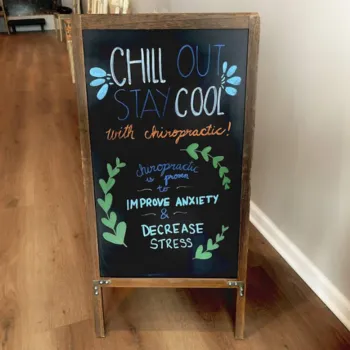 CHILL OUT
STAY COOL
with chiropractic!
chiropractic
is proven
to
IMPROVE ANXIETY
&
DECREASE
STRESS